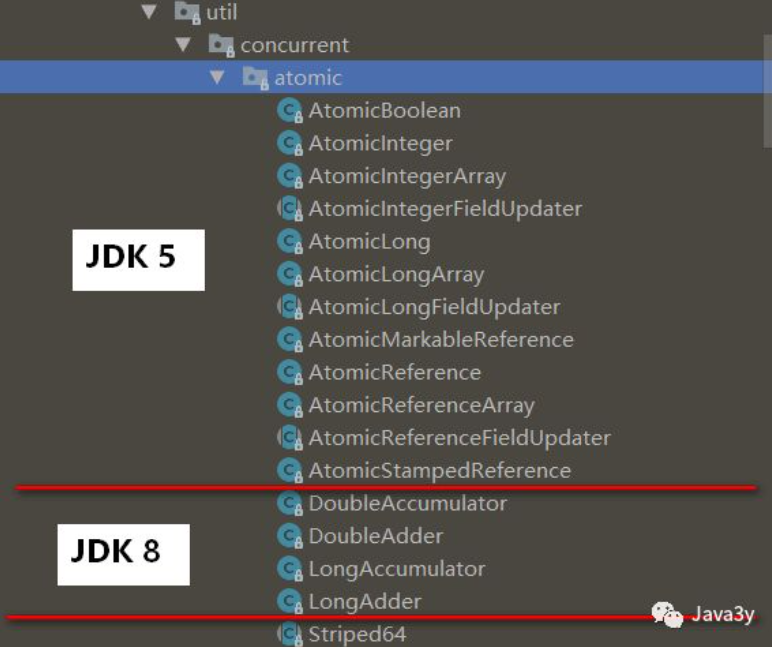 util
concurrent
atomic
AtomicBoolean
AtomicInteger
AtomicIntegerArray
AtomicIntegerFieldUpdater
JDK 5
AtomicLong
AtomicLongArray
AtomicLongFieldUpdater
AtomicMarkableReference
AtomicReference
AtomicReferenceArray
AtomicReferenceFieldUpdater
AtomicStampedReference
DoubleAccumulator
DoubleAdder
JDK 8
LongAccumulator
LongAdder
Java3y
Striped64